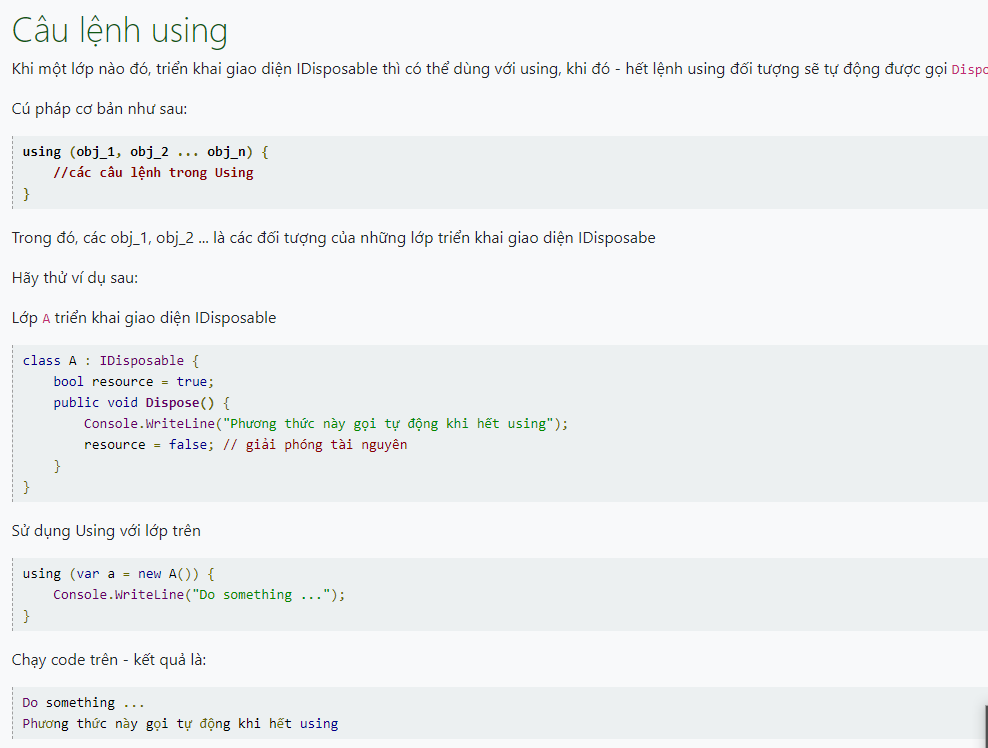 Câu lệnh using
Khi một lớp nào đó, triển khai giao diện IDisposable thì có thể dùng với using, khi đó - hết lệnh using đối tượng sẽ tự động được gọi Dispo
Cú pháp cơ bản như sau:
using (obj_1, obj_2 ... obj_n) {
    //các câu lệnh trong Using
}
Trong đó, các obj_1, obj_2 ... là các đối tượng của những lớp triển khai giao diện IDisposabe
Hãy thử ví dụ sau:
Lớp A triển khai giao diện IDisposable
class A : IDisposable {
    bool resource = true;
    public void Dispose() {
        Console.WriteLine("Phương thức này gọi tự động khi hết using");
        resource = false; // giải phóng tài nguyên
    }
}
Sử dụng Using với lớp trên
using (var a = new A()) {
    Console.WriteLine("Do something ...");
}
Chạy code trên - kết quả là:
Do something ...
Phương thức này gọi tự động khi hết using